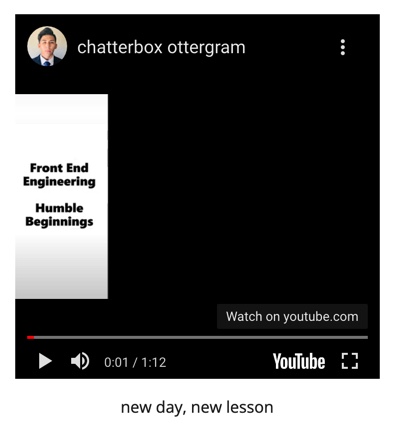 chatterbox ottergram
Front End
Engineering
Humble
Beginnings
Watch on youtube.com
0:01 / 1:12
YouTube
new day, new lesson